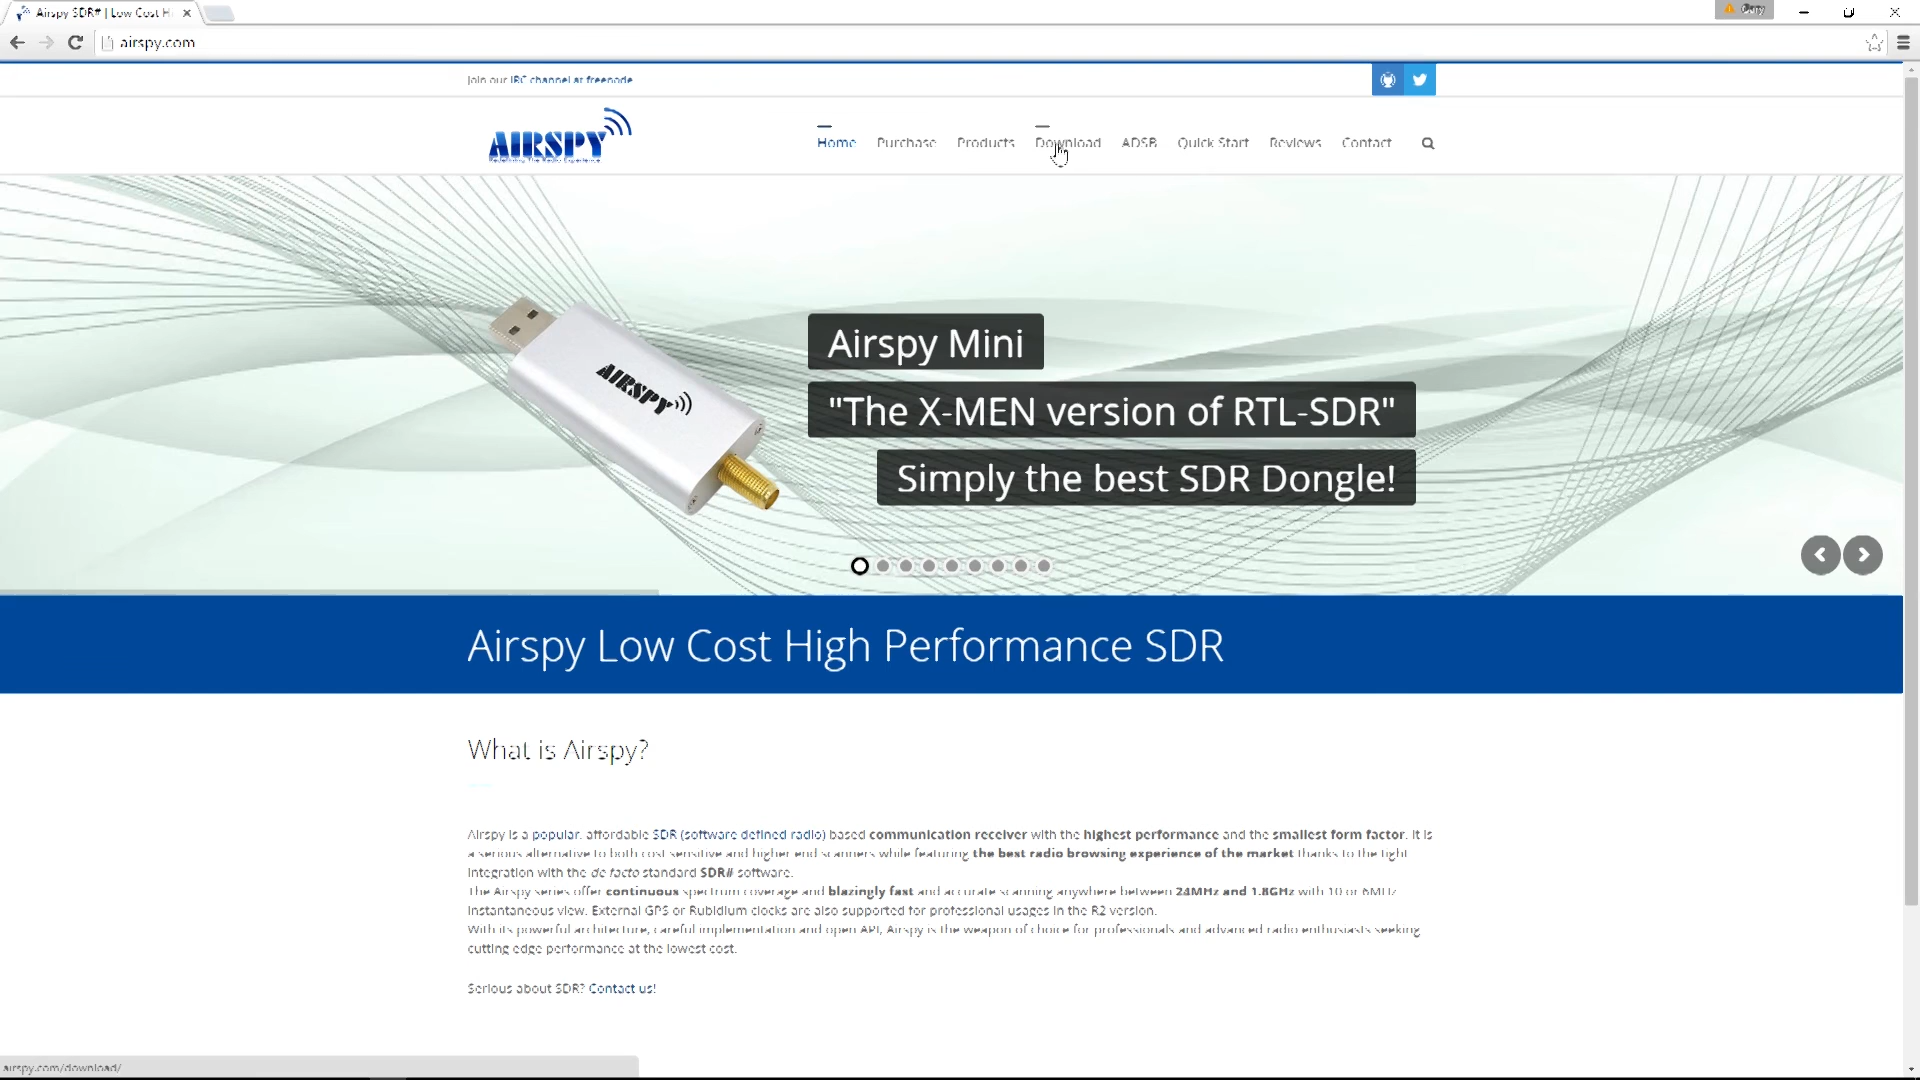 Airspy SDR# | Low Cost H
Gary
airspy.com
Join our IRC channel at freenode
AIRSPY
Redefining The Radio Experience
Home Purchase Products Download ADSB Quick Start Reviews Contact
AIRSPY
Airspy Mini
"The X-MEN version of RTL-SDR"
Simply the best SDR Dongle!
Airspy Low Cost High Performance SDR
What is Airspy?
Airspy is a popular, affordable SDR (software defined radio) based communication receiver with the highest performance and the smallest form factor. It is
a serious alternative to both cost sensitive and higher end scanners while featuring the best radio browsing experience of the market thanks to the tight
integration with the de facto standard SDR# software.
The Airspy series offer continuous spectrum coverage and blazingly fast and accurate scanning anywhere between 24MHz and 1.8GHz with 10 or 6MHz
instantaneous view. External GPS or Rubidium clocks are also supported for professional usages in the R2 version.
With its powerful architecture, careful implementation and open API, Airspy is the weapon of choice for professionals and advanced radio enthusiasts seeking
cutting edge performance at the lowest cost.
Serious about SDR? Contact us!
airspy.com/download/